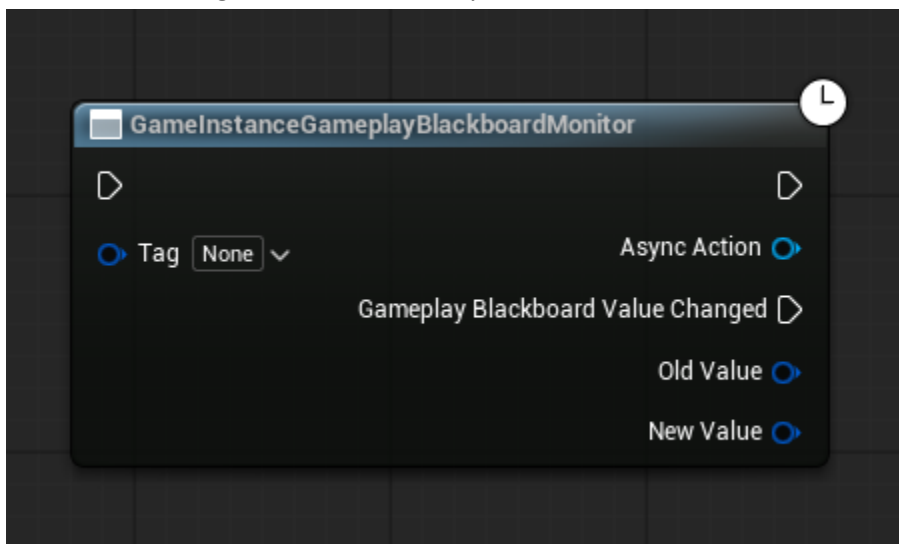 GameInstanceGameplayBlackboardMonitor
Tag None
Async Action
Gameplay Blackboard Value Changed
Old Value
New Value